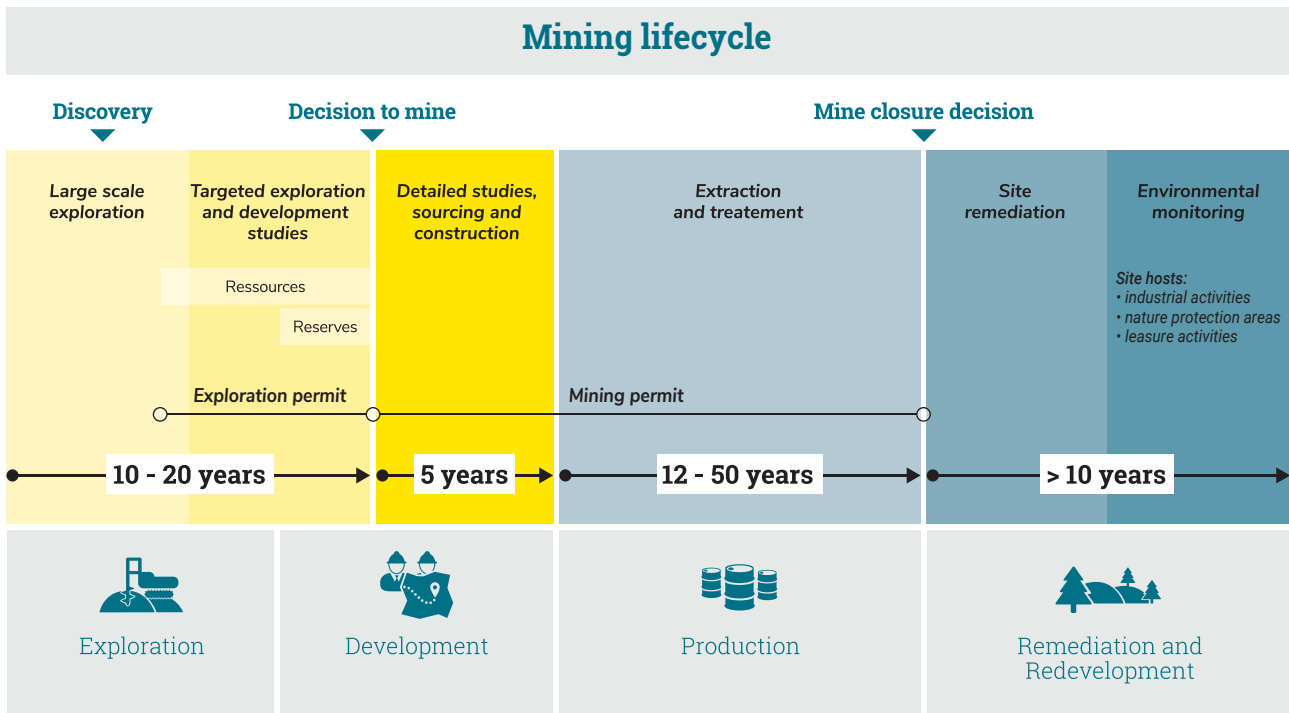 Mining lifecycle
Discovery
Decision to mine
Mine closure decision
Large scale
exploration
Targeted exploration
and development
studies
Detailed studies,
sourcing and
construction
Extraction
and treatement
Site
remediation
Environmental
monitoring
Ressources
Reserves
Site hosts:
• industrial activities
• nature protection areas
• leasure activities
Exploration permit
Mining permit
10 - 20 years
5 years
12 - 50 years
> 10 years
Exploration
Development
Production
Remediation and
Redevelopment